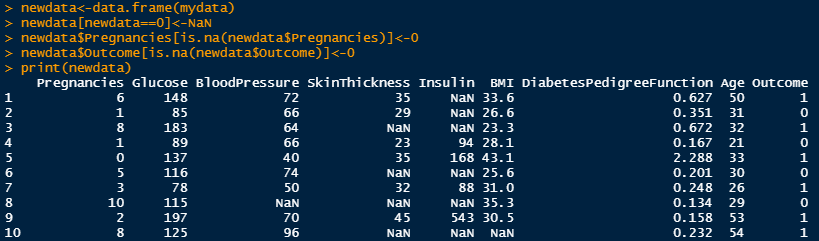 > newdata<-data.frame(mydata)
> newdata[newdata==0]<-NaN
> newdata$Pregnancies[is.na(newdata$Pregnancies)]<-0
> newdata$Outcome[is.na(newdata$Outcome)]<-0
> print(newdata)
   Pregnancies Glucose BloodPressure SkinThickness Insulin  BMI DiabetesPedigreeFunction Age Outcome
1            6     148            72            35     NaN 33.6                    0.627  50       1
2            1      85            66            29     NaN 26.6                    0.351  31       0
3            8     183            64           NaN     NaN 23.3                    0.672  32       1
4            1      89            66            23      94 28.1                    0.167  21       0
5            0     137            40            35     168 43.1                    2.288  33       1
6            5     116            74           NaN     NaN 25.6                    0.201  30       0
7            3      78            50            32      88 31.0                    0.248  26       1
8           10     115           NaN           NaN     NaN 35.3                    0.134  29       0
9            2     197            70            45     543 30.5                    0.158  53       1
10           8     125            96           NaN     NaN  NaN                    0.232  54       1